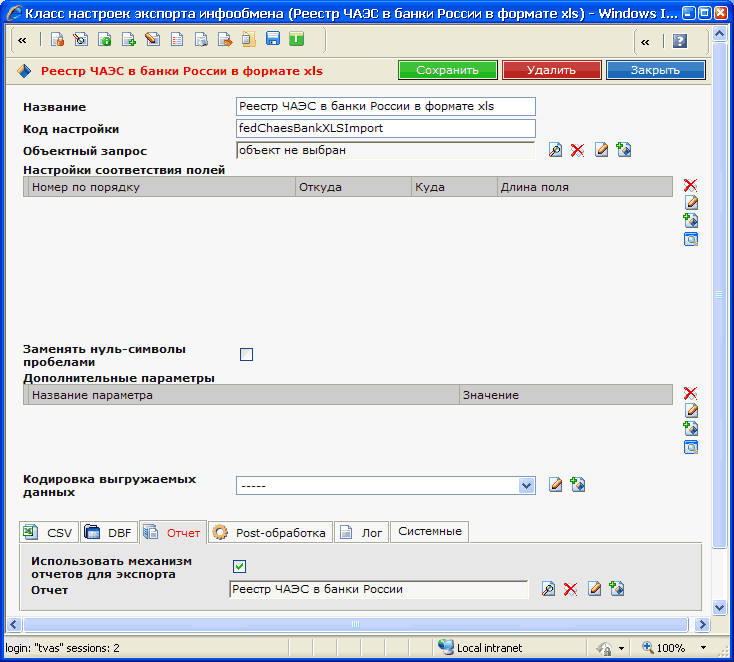 Класс настроек экспорта инфообмена (Реестр ЧАЭС в банки России в формате xls) - Windows I...
Реестр ЧАЭС в банки России в формате xls
Сохранить Удалить Закрыть
Название Реестр ЧАЭС в банки России в формате xls
Код настройки fedChaesBankXLSImport
Объектный запрос объект не выбран
Настройки соответствия полей
Номер по порядку Откуда Куда Длина поля
Заменять нуль-символы
пробелами
Дополнительные параметры
Название параметра Значение
Кодировка выгружаемых
данных -----
CSV DBF Отчет Post-обработка Лог Системные
Использовать механизм
отчетов для экспорта
Отчет Реестр ЧАЭС в банки России
login: "tvas" sessions: 2 Local intranet 100%